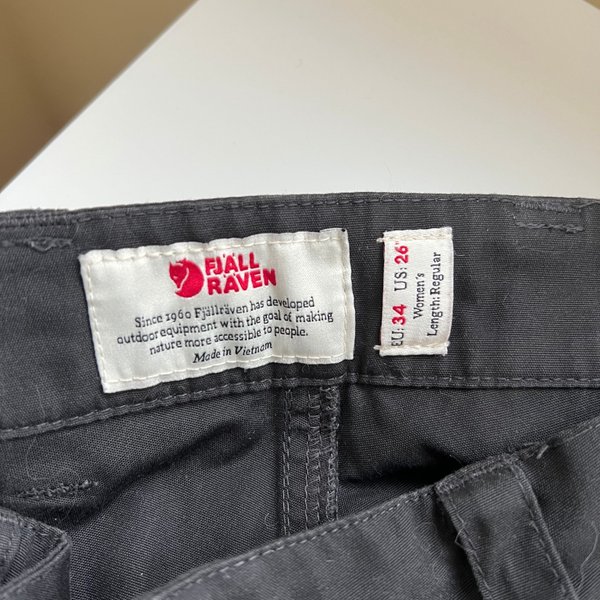 FJÄLL
RÄVEN
Since 1960 Fjällräven has developed
outdoor equipment with the goal of making
nature more accessible to people.
Made in Vietnam
EU: 34 US: 26"
Women's
Length: Regular